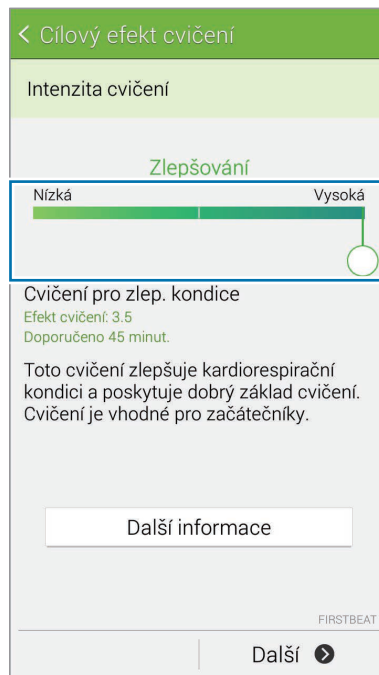 Cílový efekt cvičení
Intenzita cvičení
Zlepšování
Nízká Vysoká
Cvičení pro zlep. kondice
Efekt cvičení: 3.5
Doporučeno 45 minut.
Toto cvičení zlepšuje kardiorespirační
kondici a poskytuje dobrý základ cvičení.
Cvičení je vhodné pro začátečníky.
Další informace
FIRSTBEAT
Další